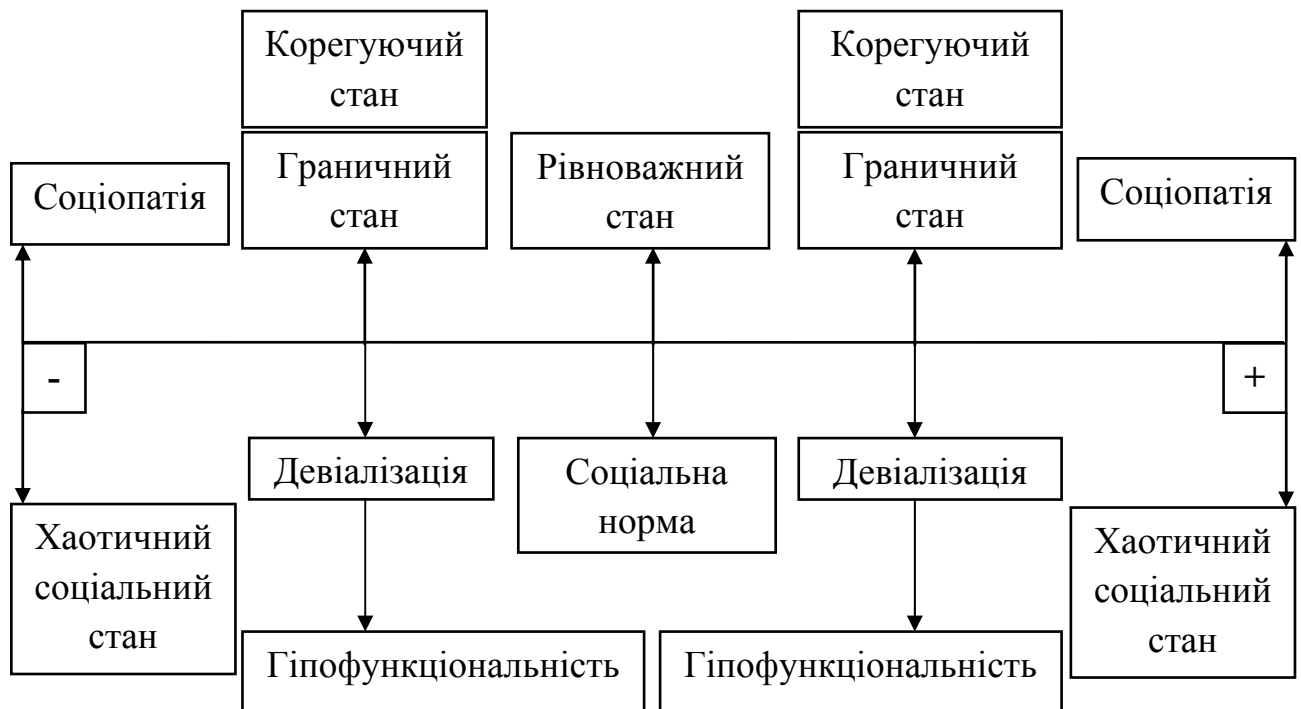 Корегуючий
стан
Корегуючий
стан
Соціопатія
Граничний
стан
Рівноважний
стан
Граничний
стан
Соціопатія
-
+
Девіалізація
Соціальна
норма
Девіалізація
Хаотичний
соціальний
стан
Хаотичний
соціальний
стан
Гіпофункціональність
Гіпофункціональність